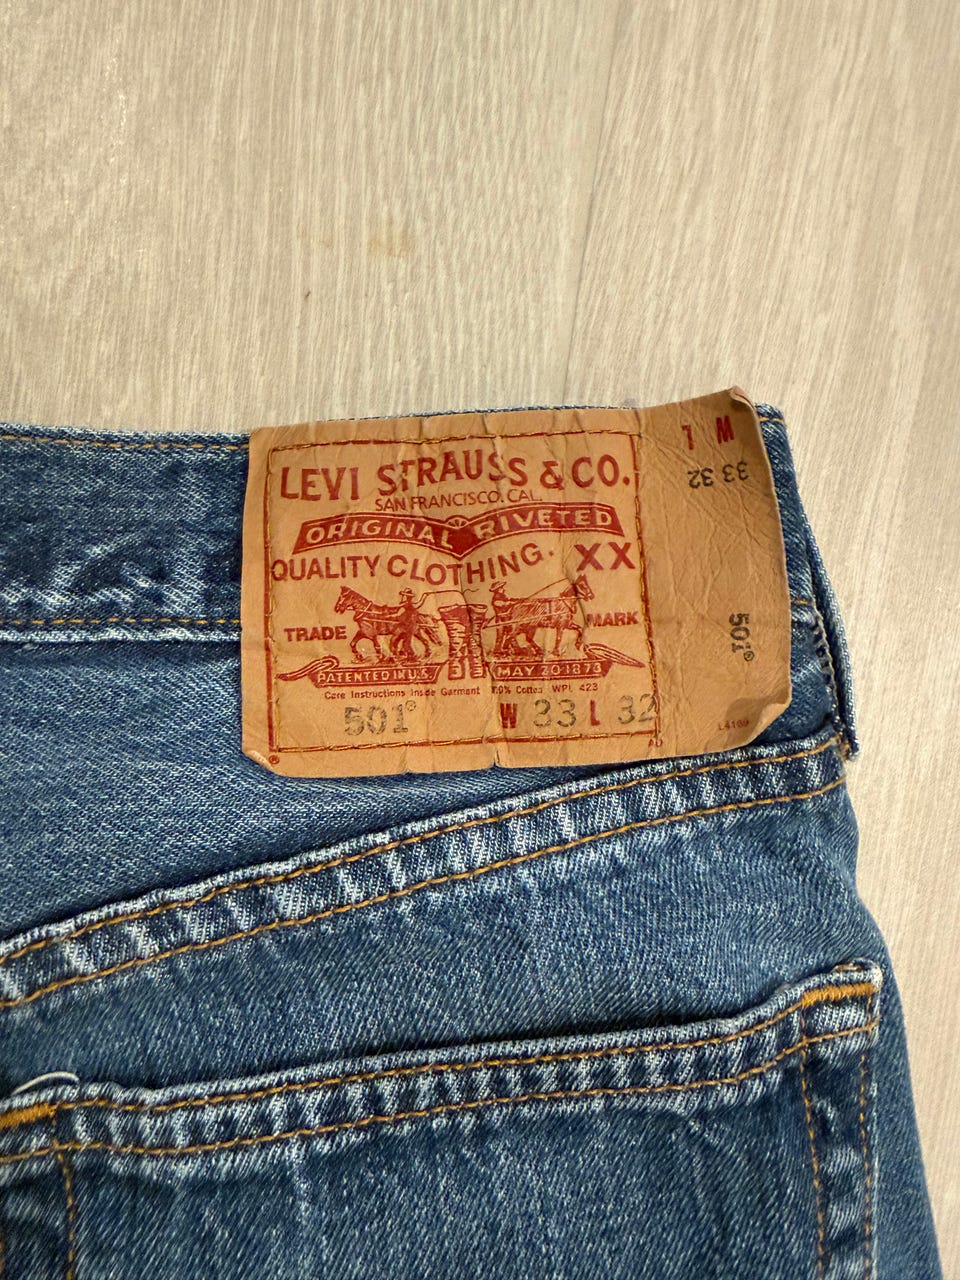 LEVI STRAUSS & CO.
SAN FRANCISCO. CAL.
ORIGINAL RIVETED
QUALITY CLOTHING. XX
TRADE MARK
PATENTED IN U.S. MAY 20 1873
Care Instructions Inside Garment 100% Cotton WPL 423
501® W 33 L 32
®
W L
33 32
501®